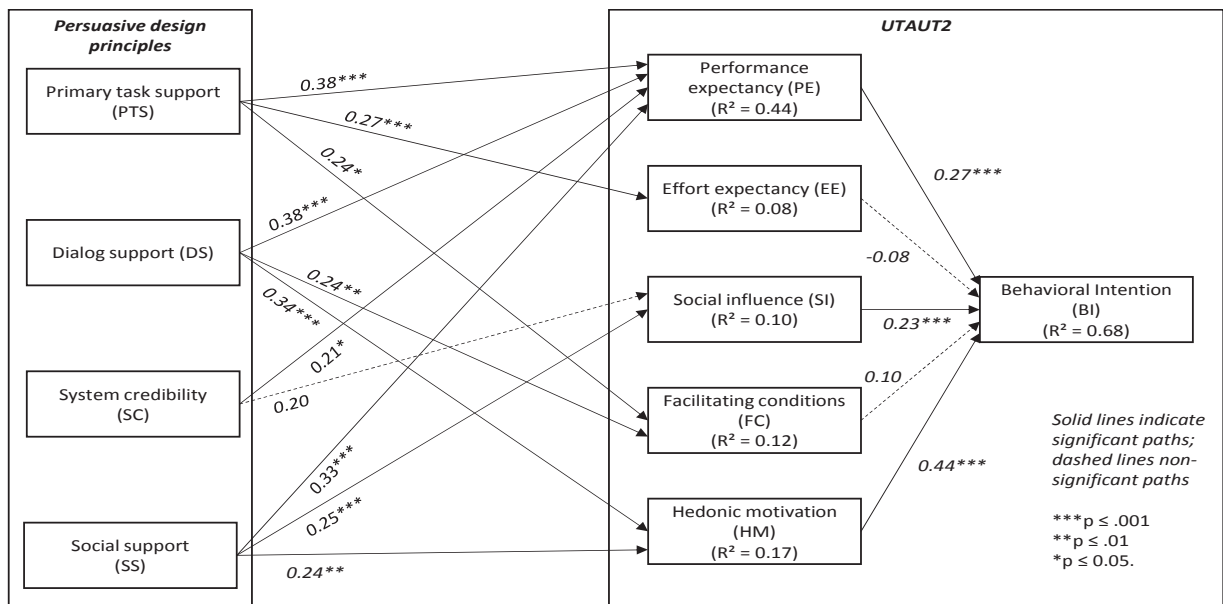 Persuasive design
principles
UTAUT2
Primary task support
(PTS)
Dialog support (DS)
System credibility
(SC)
Social support
(SS)
0.38***
0.27***
0.24*
0.38***
0.24**
0.34***
0.21*
0.20
0.33***
0.25***
0.24**
Performance
expectancy (PE)
(R² = 0.44)
Effort expectancy (EE)
(R² = 0.08)
Social influence (SI)
(R² = 0.10)
Facilitating conditions
(FC)
(R² = 0.12)
Hedonic motivation
(HM)
(R² = 0.17)
0.27***
-0.08
0.23***
0.10
0.44***
Behavioral Intention
(BI)
(R² = 0.68)
Solid lines indicate
significant paths;
dashed lines non-
significant paths
***p ≤ .001
**p ≤ .01
*p ≤ 0.05.